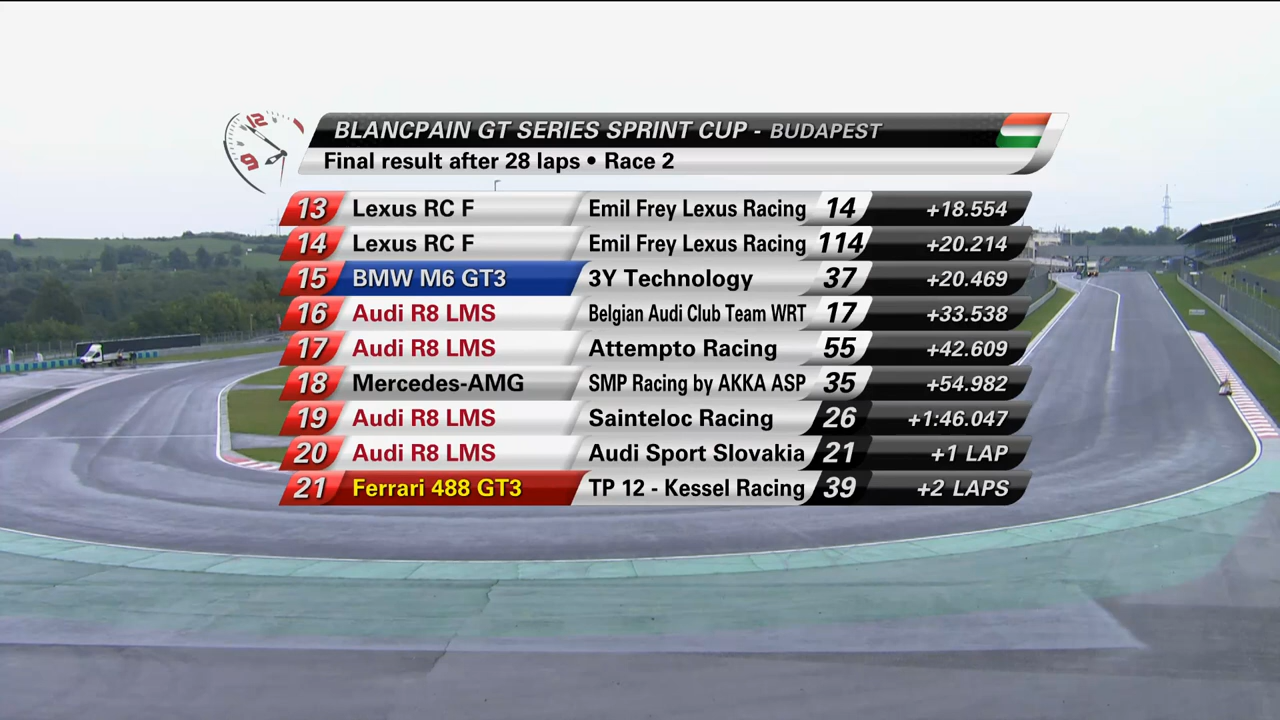 BLANCPAIN GT SERIES SPRINT CUP - BUDAPEST
Final result after 28 laps • Race 2
13 Lexus RC F Emil Frey Lexus Racing 14 +18.554
14 Lexus RC F Emil Frey Lexus Racing 114 +20.214
15 BMW M6 GT3 3Y Technology 37 +20.469
16 Audi R8 LMS Belgian Audi Club Team WRT 17 +33.538
17 Audi R8 LMS Attempto Racing 55 +42.609
18 Mercedes-AMG SMP Racing by AKKA ASP 35 +54.982
19 Audi R8 LMS Sainteloc Racing 26 +1:46.047
20 Audi R8 LMS Audi Sport Slovakia 21 +1 LAP
21 Ferrari 488 GT3 TP 12 - Kessel Racing 39 +2 LAPS